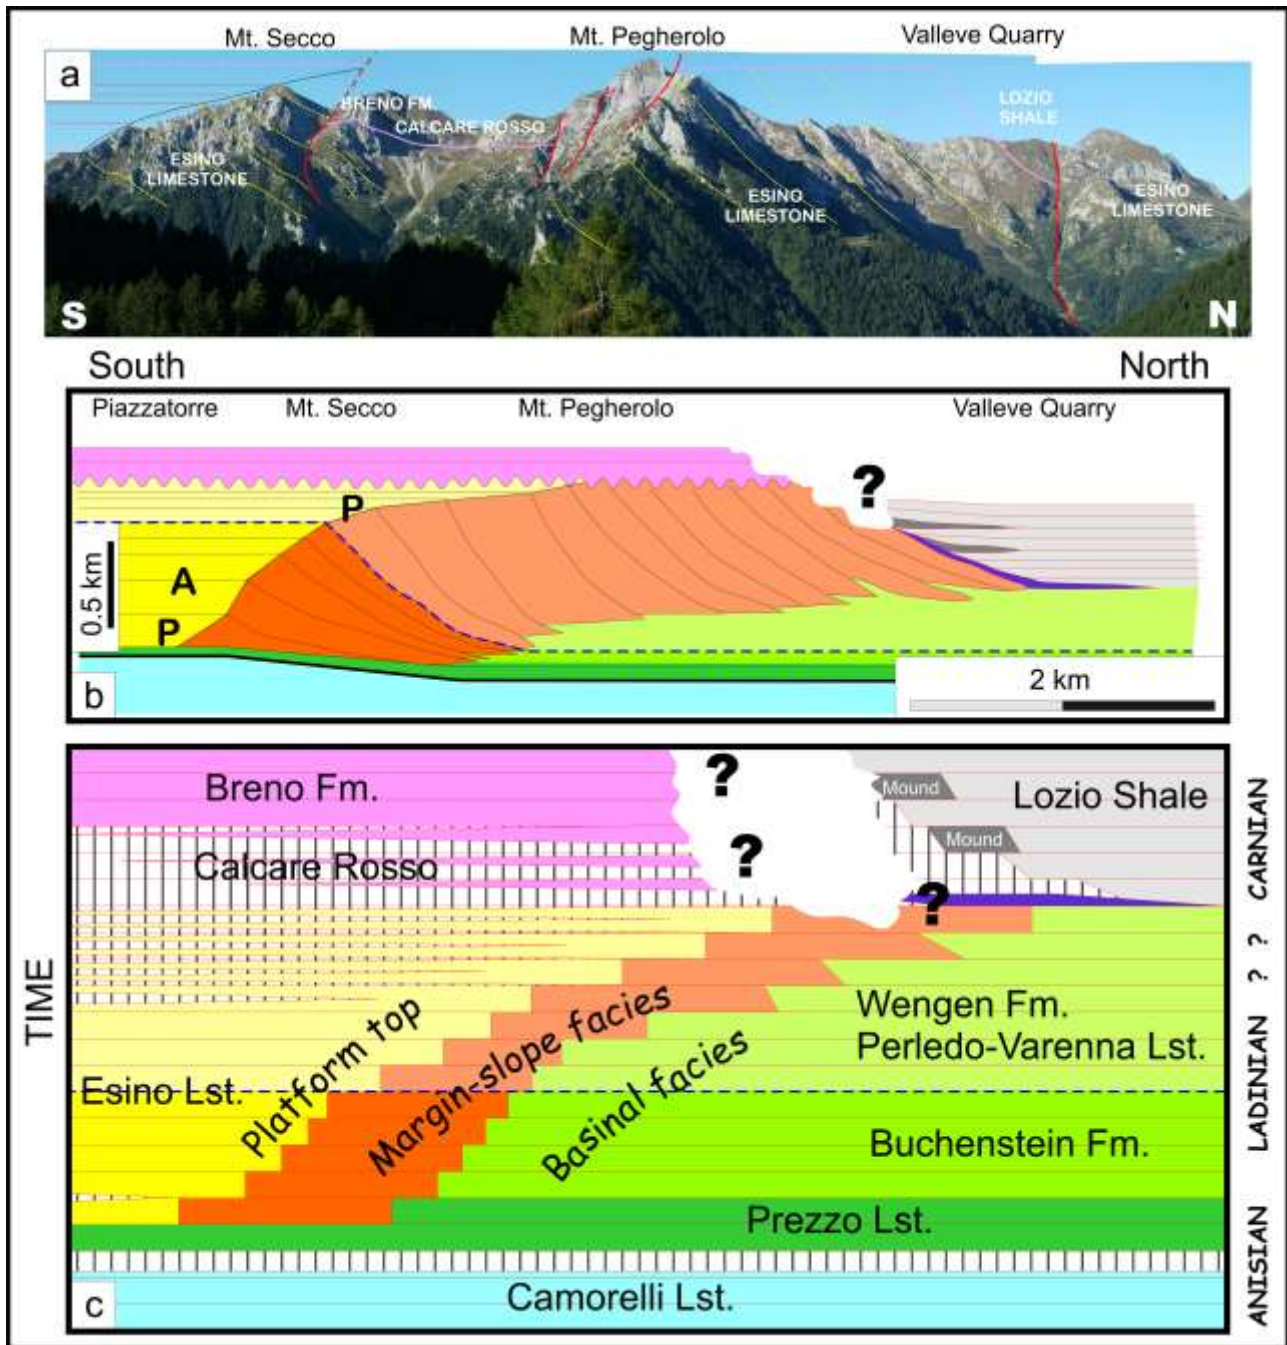 Mt. Secco
Mt. Pegherolo
Valleve Quarry
a
BRENO FM.
CALCARE ROSSO
LOZIO
SHALE
ESINO
LIMESTONE
ESINO
LIMESTONE
ESINO
LIMESTONE
S
N
South
North
Piazzatorre
Mt. Secco
Mt. Pegherolo
Valleve Quarry
?
P
A
P
0.5 km
b
2 km
Breno Fm.
?
Mound
Lozio Shale
Calcare Rosso
?
Mound
?
Wengen Fm.
Perledo-Varenna Lst.
Esino Lst.
Platform top
Margin-slope facies
Basinal facies
Buchenstein Fm.
Prezzo Lst.
c
Camorelli Lst.
TIME
CARNIAN
?
?
LADINIAN
ANISIAN